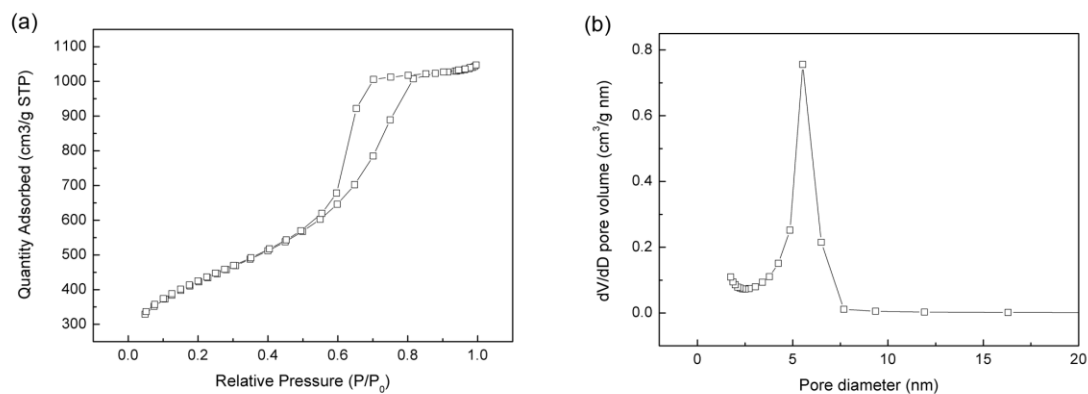 (a)
1100
1000
900
800
700
600
500
400
300
Quantity Adsorbed (cm3/g STP)
0.0 0.2 0.4 0.6 0.8 1.0
Relative Pressure (P/P₀)
(b)
0.8
0.6
0.4
0.2
0.0
dV/dD pore volume (cm³/g nm)
0 5 10 15 20
Pore diameter (nm)